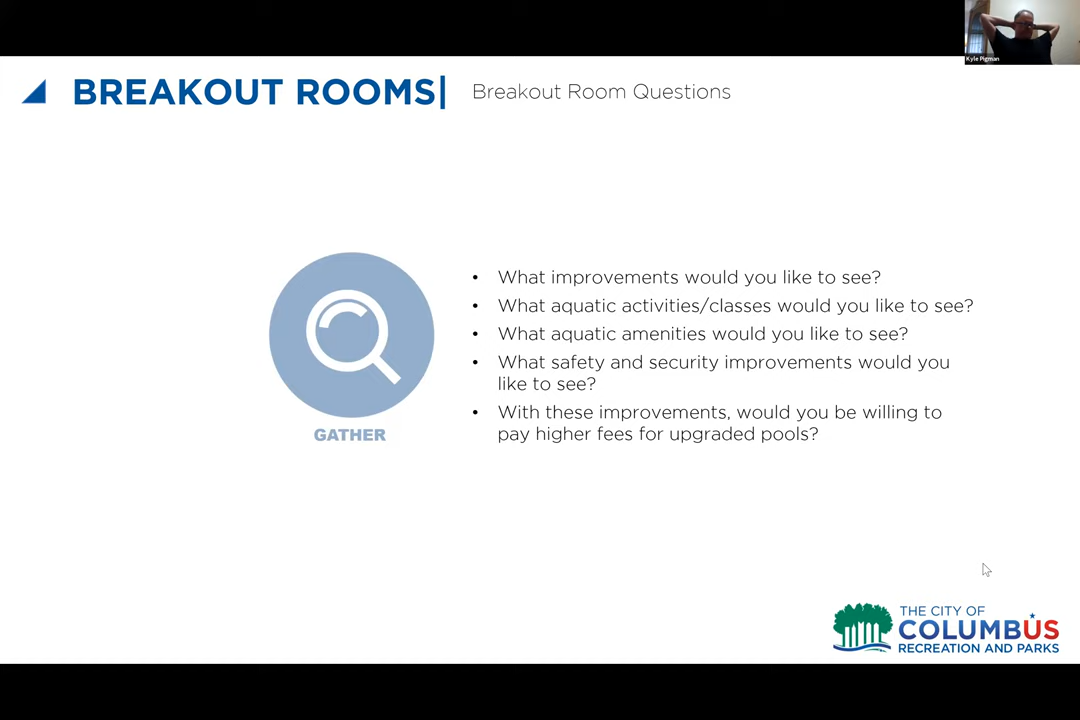 Kyle Pigman
BREAKOUT ROOMS| Breakout Room Questions
• What improvements would you like to see?
• What aquatic activities/classes would you like to see?
• What aquatic amenities would you like to see?
• What safety and security improvements would you
like to see?
• With these improvements, would you be willing to
pay higher fees for upgraded pools?
GATHER
THE CITY OF
COLUMBUS
RECREATION AND PARKS